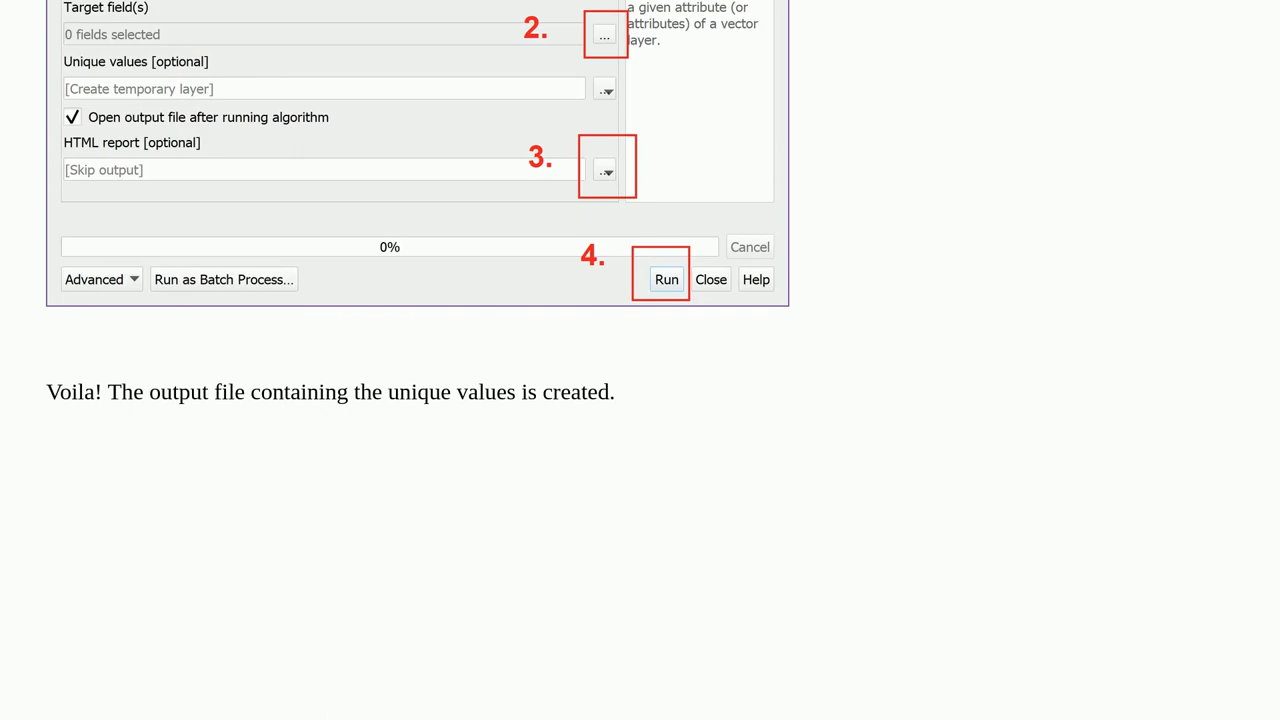 Target field(s)
a given attribute (or
0 fields selected
2.
...
attributes) of a vector
layer.
Unique values [optional]
[Create temporary layer]
Open output file after running algorithm
HTML report [optional]
3.
[Skip output]
0%
4.
Cancel
Advanced
Run as Batch Process...
Run
Close
Help
Voila! The output file containing the unique values is created.